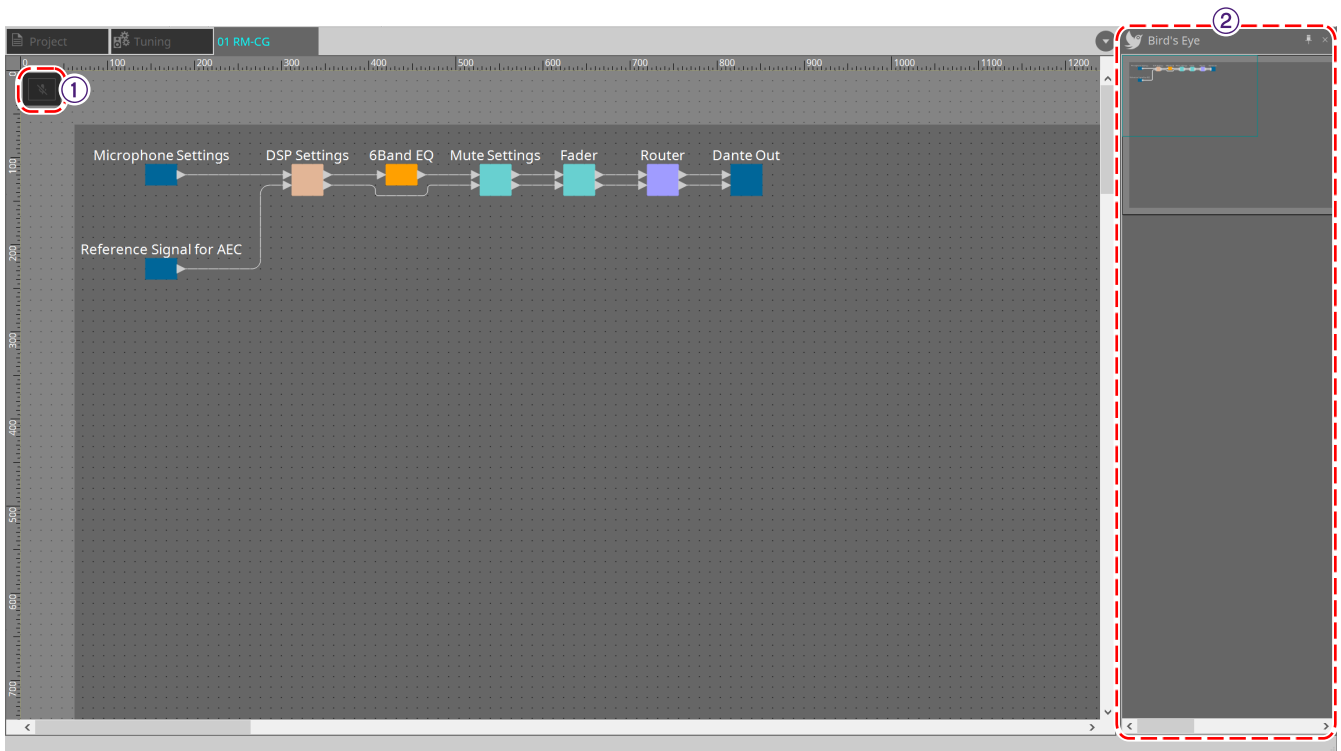 ②
Project
Tuning
01 RM-CG
Bird's Eye
0 100 200 300 400 500 600 700 800 900 1000 1100 1200
①
0
100
200
300
400
500
600
700
Microphone Settings
DSP Settings
6Band EQ
Mute Settings
Fader
Router
Dante Out
Reference Signal for AEC